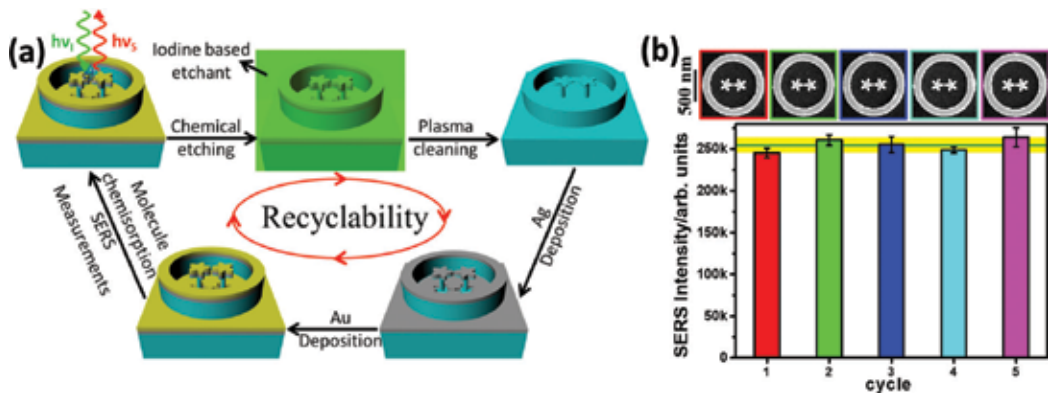 (a)
hνI
hνS
Iodine based
etchant
Chemical
etching
Plasma
cleaning
Ag
Deposition
Au
Deposition
Molecule
chemisorption
SERS
Measurements
Recyclability
(b)
500 nm
SERS Intensity/arb. units
250k
200k
150k
100k
50k
0
1 2 3 4 5
cycle